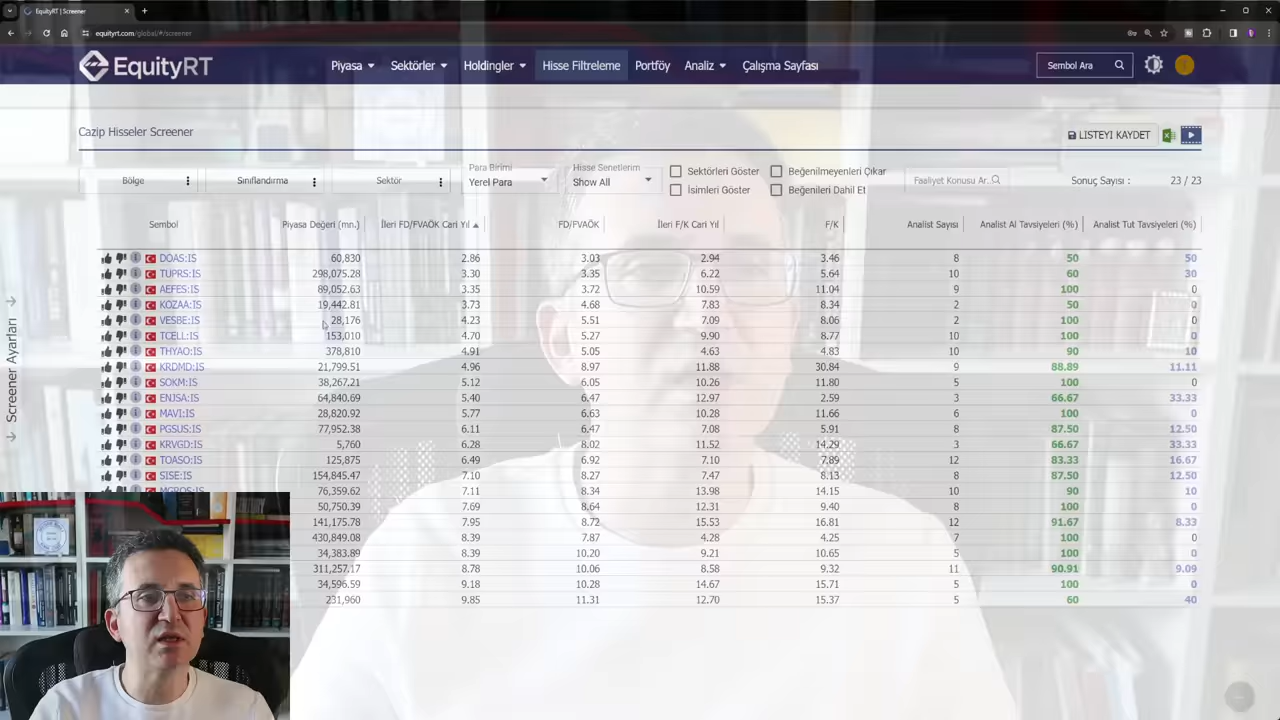 EquityRT | Screener
equityrt.com/global/#/screener
EquityRT Piyasa Sektörler Holdingler Hisse Filtreleme Portföy Analiz Çalışma Sayfası Sembol Ara
Cazip Hisseler Screener
LISTEYI KAYDET
Bölge Sınıflandırma Sektör
Para Birimi
Yerel Para
Hisse Senetlerim
Show All
Sektörleri Göster
İsimleri Göster
Beğenilmeyenleri Çıkar
Beğenileri Dahil Et
Faaliyet Konusu Ar..
Sonuç Sayısı : 23 / 23
Sembol Piyasa Değeri (mn.) İleri FD/FVAÖK Cari Yıl FD/FVAÖK İleri F/K Cari Yıl F/K Analist Sayısı Analist Al Tavsiyeleri (%) Analist Tut Tavsiyeleri (%)
DOAS:IS 60,830 2.86 3.03 2.94 3.46 8 50 50
TUPRS:IS 298,075.28 3.30 3.35 6.22 5.64 10 60 30
AEFES:IS 89,052.63 3.35 3.72 10.59 11.04 9 100 0
KOZAA:IS 19,442.81 3.73 4.68 7.83 8.34 2 50 0
VESBE:IS 28,176 4.23 5.51 7.09 8.06 2 100 0
TCELL:IS 153,010 4.70 5.27 9.90 8.77 10 100 0
THYAO:IS 378,810 4.91 5.05 4.63 4.83 10 90 10
KRDMD:IS 21,799.51 4.96 8.97 11.88 30.84 9 88.89 11.11
SOKM:IS 38,267.21 5.12 6.05 10.26 11.80 5 100 0
ENJSA:IS 64,840.69 5.40 6.47 12.97 2.59 3 66.67 33.33
MAVI:IS 28,820.92 5.77 6.63 10.28 11.66 6 100 0
PGSUS:IS 77,952.38 6.11 6.47 7.08 5.91 8 87.50 12.50
KRVGD:IS 5,760 6.28 8.02 11.52 14.29 3 66.67 33.33
TOASO:IS 125,875 6.49 6.92 7.10 7.89 12 83.33 16.67
SISE:IS 154,845.47 7.10 8.27 7.47 8.13 8 87.50 12.50
MGROS:IS 76,359.62 7.11 8.34 13.98 14.15 10 90 10
50,750.39 7.69 8.64 12.31 9.40 8 100 0
141,175.78 7.95 8.72 15.53 16.81 12 91.67 8.33
430,849.08 8.39 7.87 4.28 4.25 7 100 0
34,383.89 8.39 10.20 9.21 10.65 5 100 0
311,257.17 8.78 10.06 8.58 9.32 11 90.91 9.09
34,596.59 9.18 10.28 14.67 15.71 5 100 0
231,960 9.85 11.31 12.70 15.37 5 60 40
Screener Ayarları